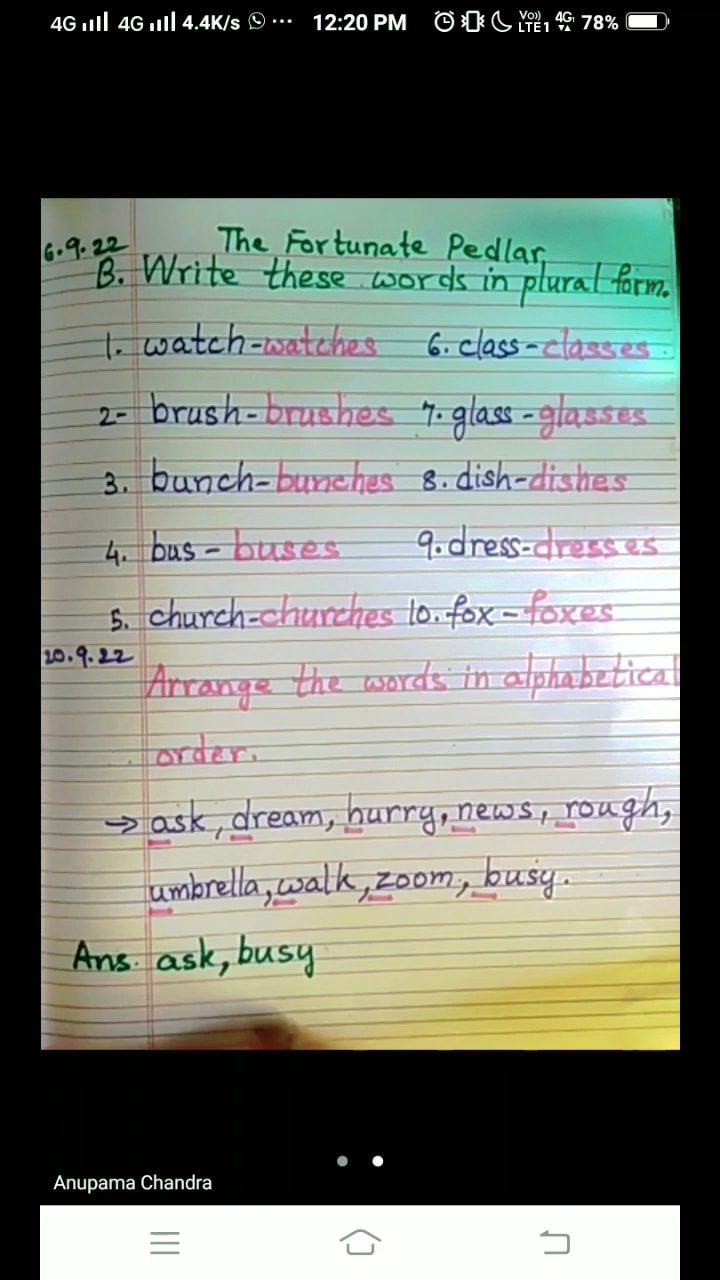 4G 4G 4.4K/s ... 12:20 PM Vo)) LTE1 4G 78%
6.9.22 The Fortunate Pedlar
B. Write these words in plural form.
1. watch-watches 6. class-classes
2- brush-brushes 7. glass-glasses
3. bunch-bunches 8. dish-dishes
4. bus-buses 9. dress-dresses
5. church-churches 10. fox-foxes
20.9.22
Arrange the words in alphabetical
order.
→ ask, dream, hurry, news, rough,
umbrella, walk, zoom, busy.
Ans. ask, busy
Anupama Chandra